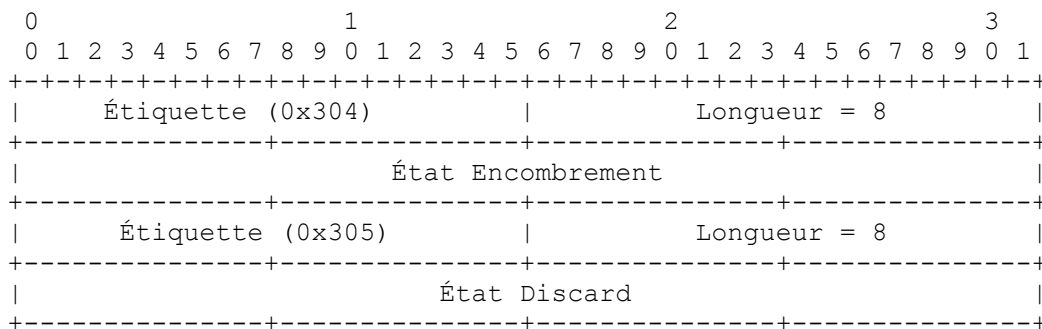 0                   1                   2                   3
0 1 2 3 4 5 6 7 8 9 0 1 2 3 4 5 6 7 8 9 0 1 2 3 4 5 6 7 8 9 0 1
+-+-+-+-+-+-+-+-+-+-+-+-+-+-+-+-+-+-+-+-+-+-+-+-+-+-+-+-+-+-+-+-+
|     Étiquette (0x304)         |          Longueur = 8         |
+---------------+---------------+---------------+---------------+
|                       État Encombrement                       |
+---------------+---------------+---------------+---------------+
|      Étiquette (0x305)        |          Longueur = 8         |
+---------------+---------------+---------------+---------------+
|                          État Discard                         |
+---------------+---------------+---------------+---------------+